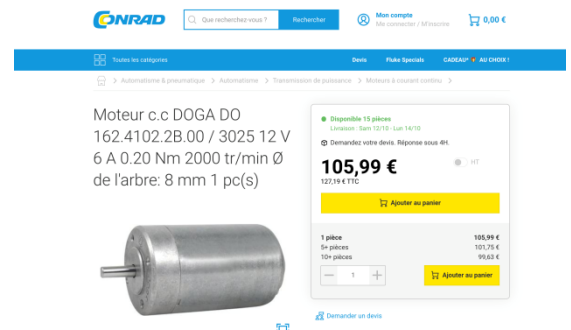 CONRAD
Que recherchez-vous ?
Rechercher
Mon compte
Me connecter / M'inscrire
0,00 €
Toutes les catégories
Devis
Fluke Specials
CADEAU* AU CHOIX !
> Automatisme & pneumatique > Automatisme > Transmission de puissance > Moteurs à courant continu >
Moteur c.c DOGA DO
162.4102.2B.00 / 3025 12 V
6 A 0.20 Nm 2000 tr/min Ø
de l'arbre: 8 mm 1 pc(s)
Disponible 15 pièces
Livraison : Sam 12/10 - Lun 14/10
Demandez votre devis. Réponse sous 4H.
105,99 €
HT
127,19 € TTC
Ajouter au panier
1 pièce 105,99 €
5+ pièces 101,75 €
10+ pièces 99,63 €
— 1 +
Ajouter au panier
Demander un devis